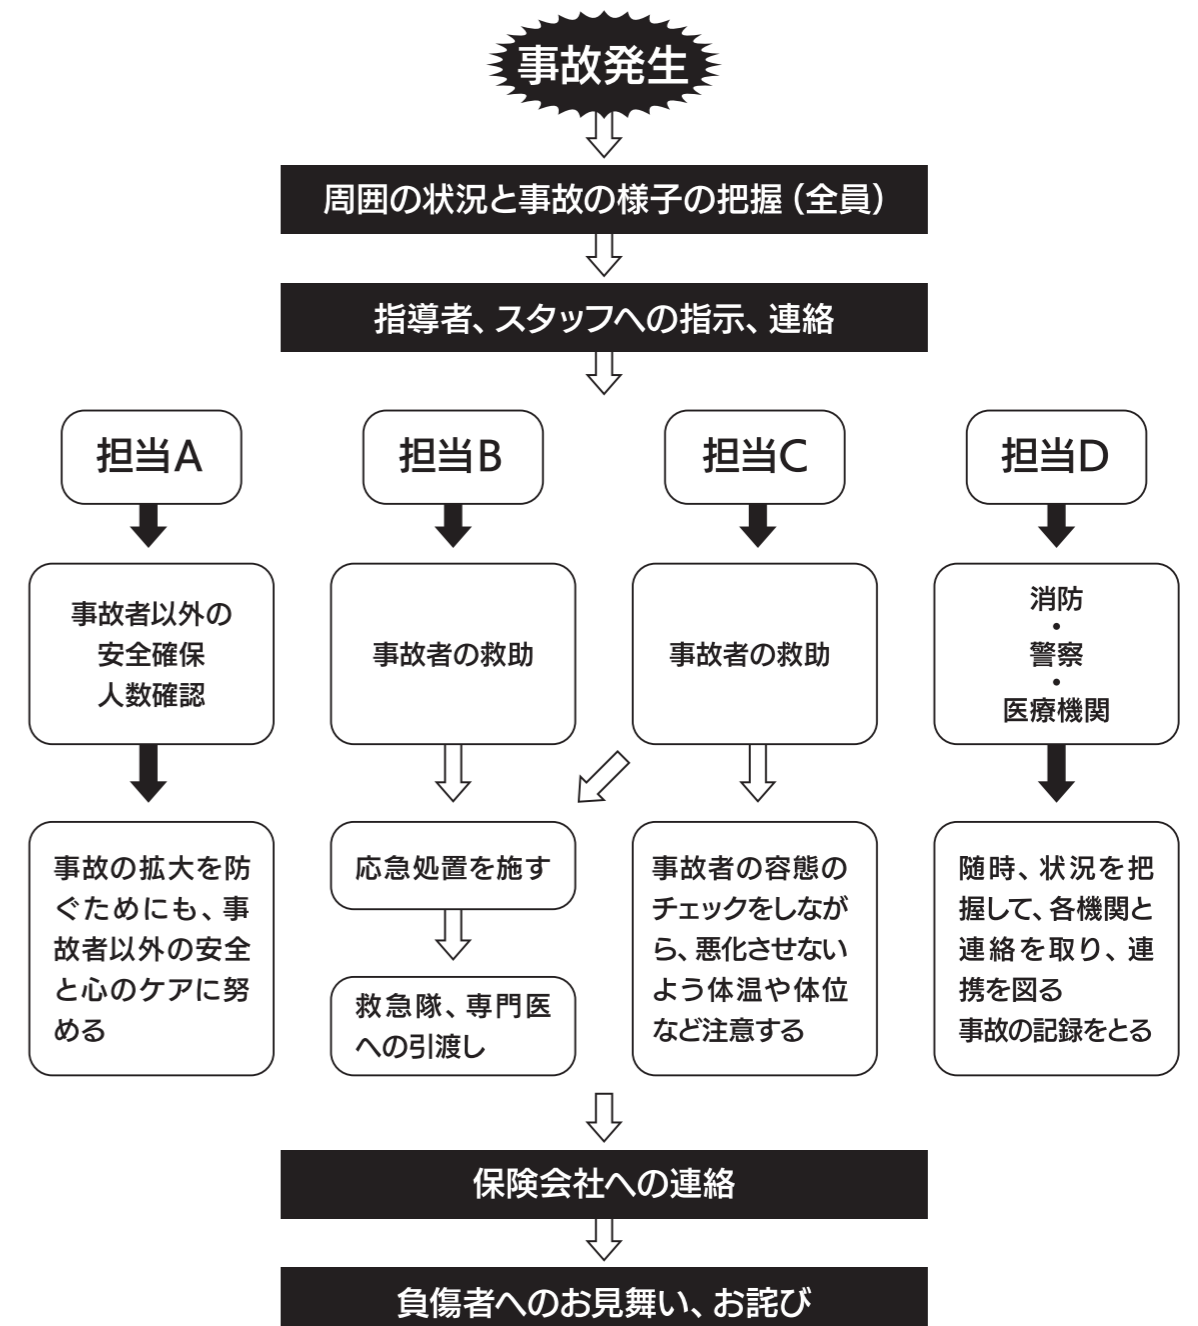 事故発生
周囲の状況と事故の様子の把握（全員）
指導者、スタッフへの指示、連絡
担当A
担当B
担当C
担当D
事故者以外の
安全確保
人数確認
事故者の救助
事故者の救助
消防
・
警察
・
医療機関
事故の拡大を防
ぐためにも、事
故者以外の安全
と心のケアに努
める
応急処置を施す
救急隊、専門医
への引渡し
事故者の容態の
チェックをしなが
ら、悪化させない
よう体温や体位
など注意する
随時、状況を把
握して、各機関と
連絡を取り、連
携を図る
事故の記録をとる
保険会社への連絡
負傷者へのお見舞い、お詫び